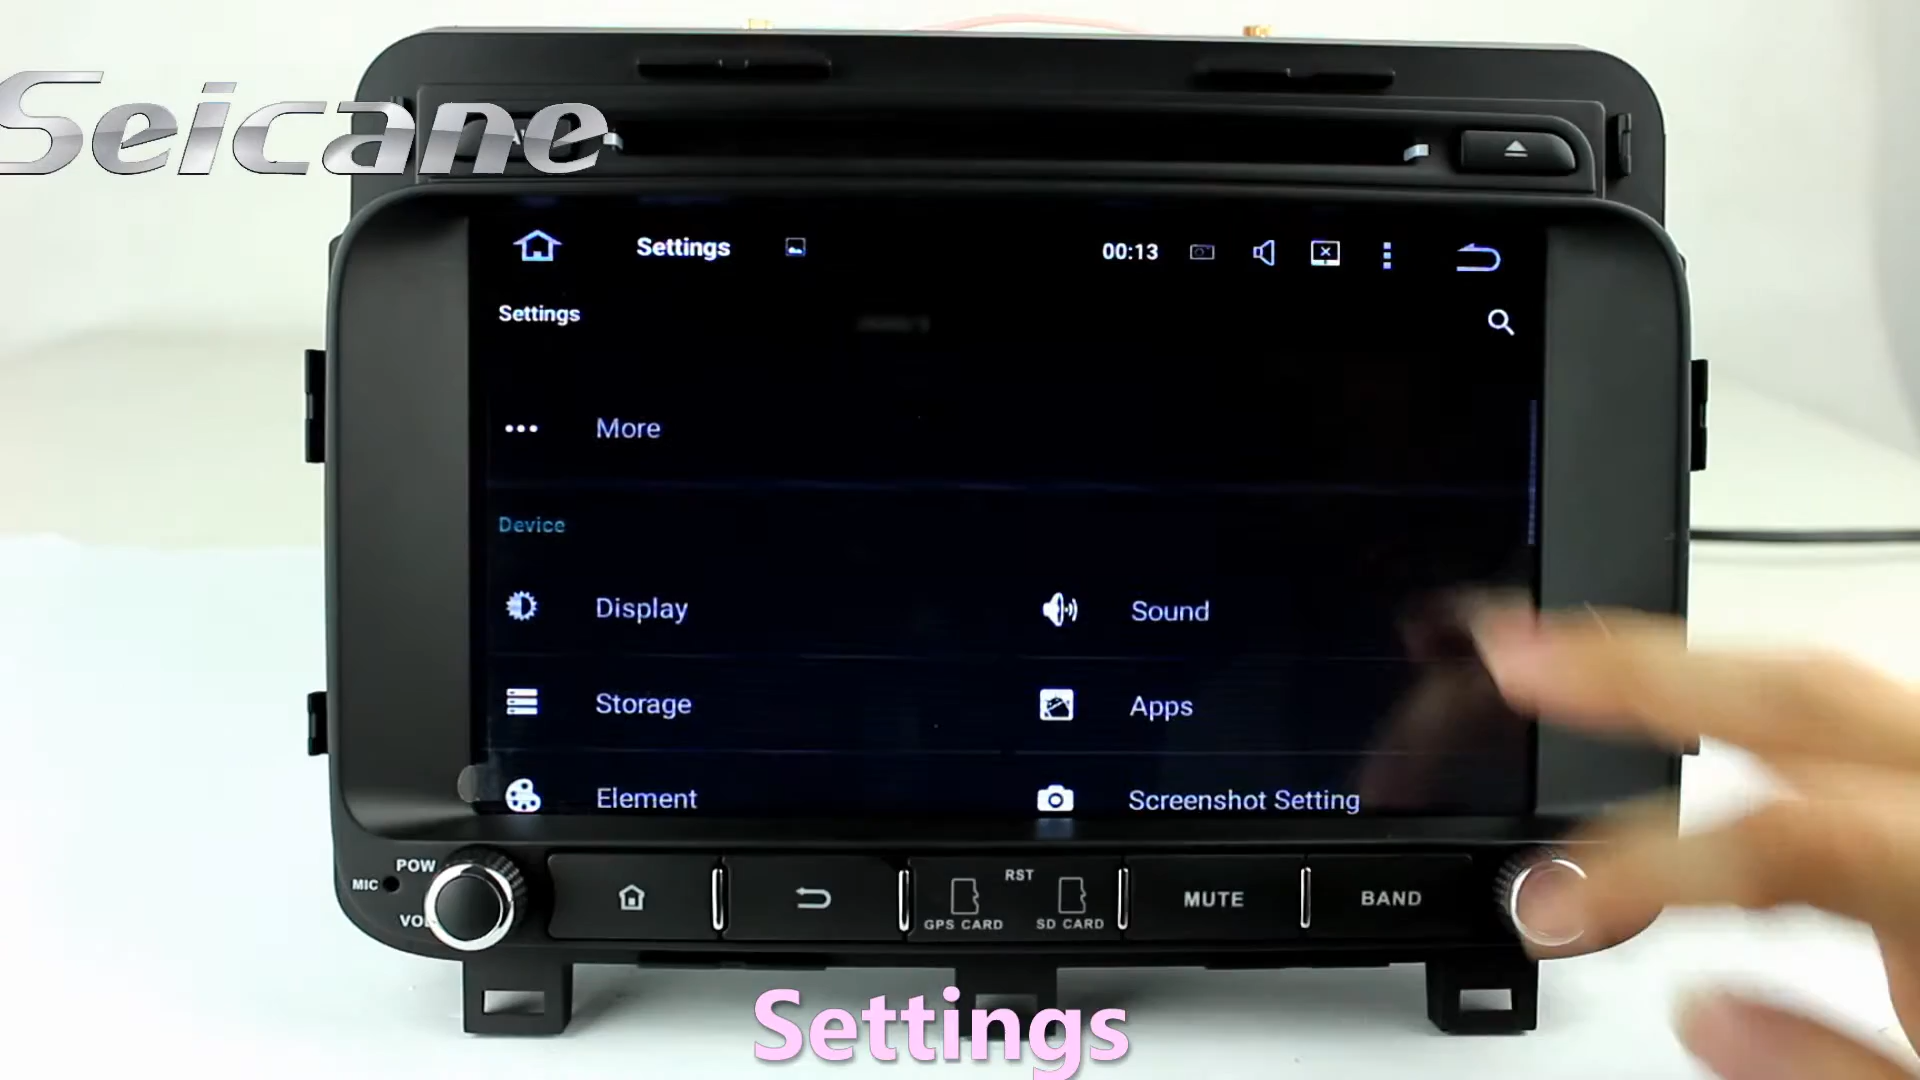 Seicane
Settings
00:13
Settings
More
Device
Display
Sound
Storage
Apps
Element
Screenshot Setting
POW
MIC
VOL
RST
GPS CARD
SD CARD
MUTE
BAND
Settings